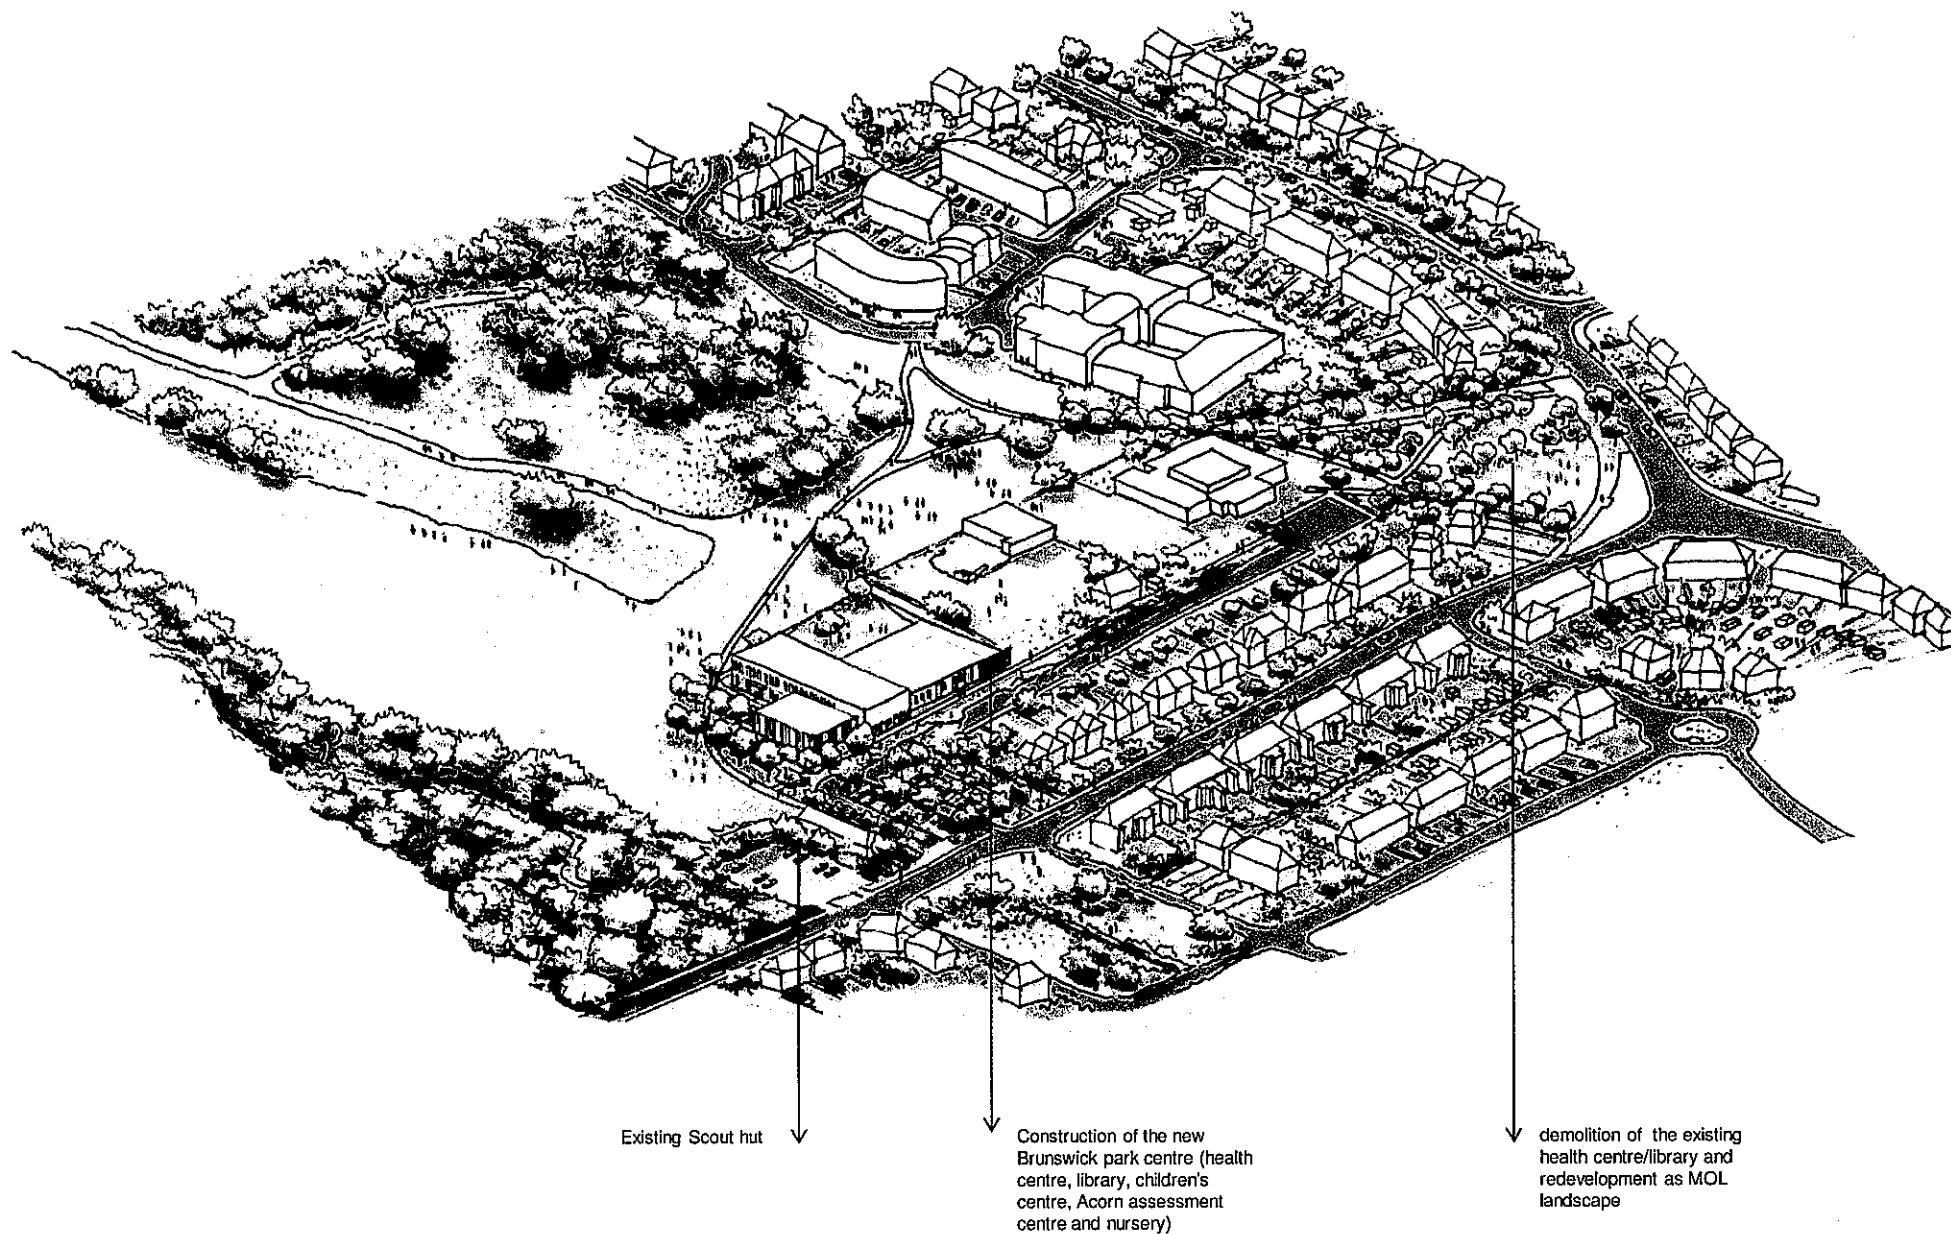 Existing Scout hut
Construction of the new
Brunswick park centre (health
centre, library, children's
centre, Acorn assessment
centre and nursery)
demolition of the existing
health centre/library and
redevelopment as MOL
landscape